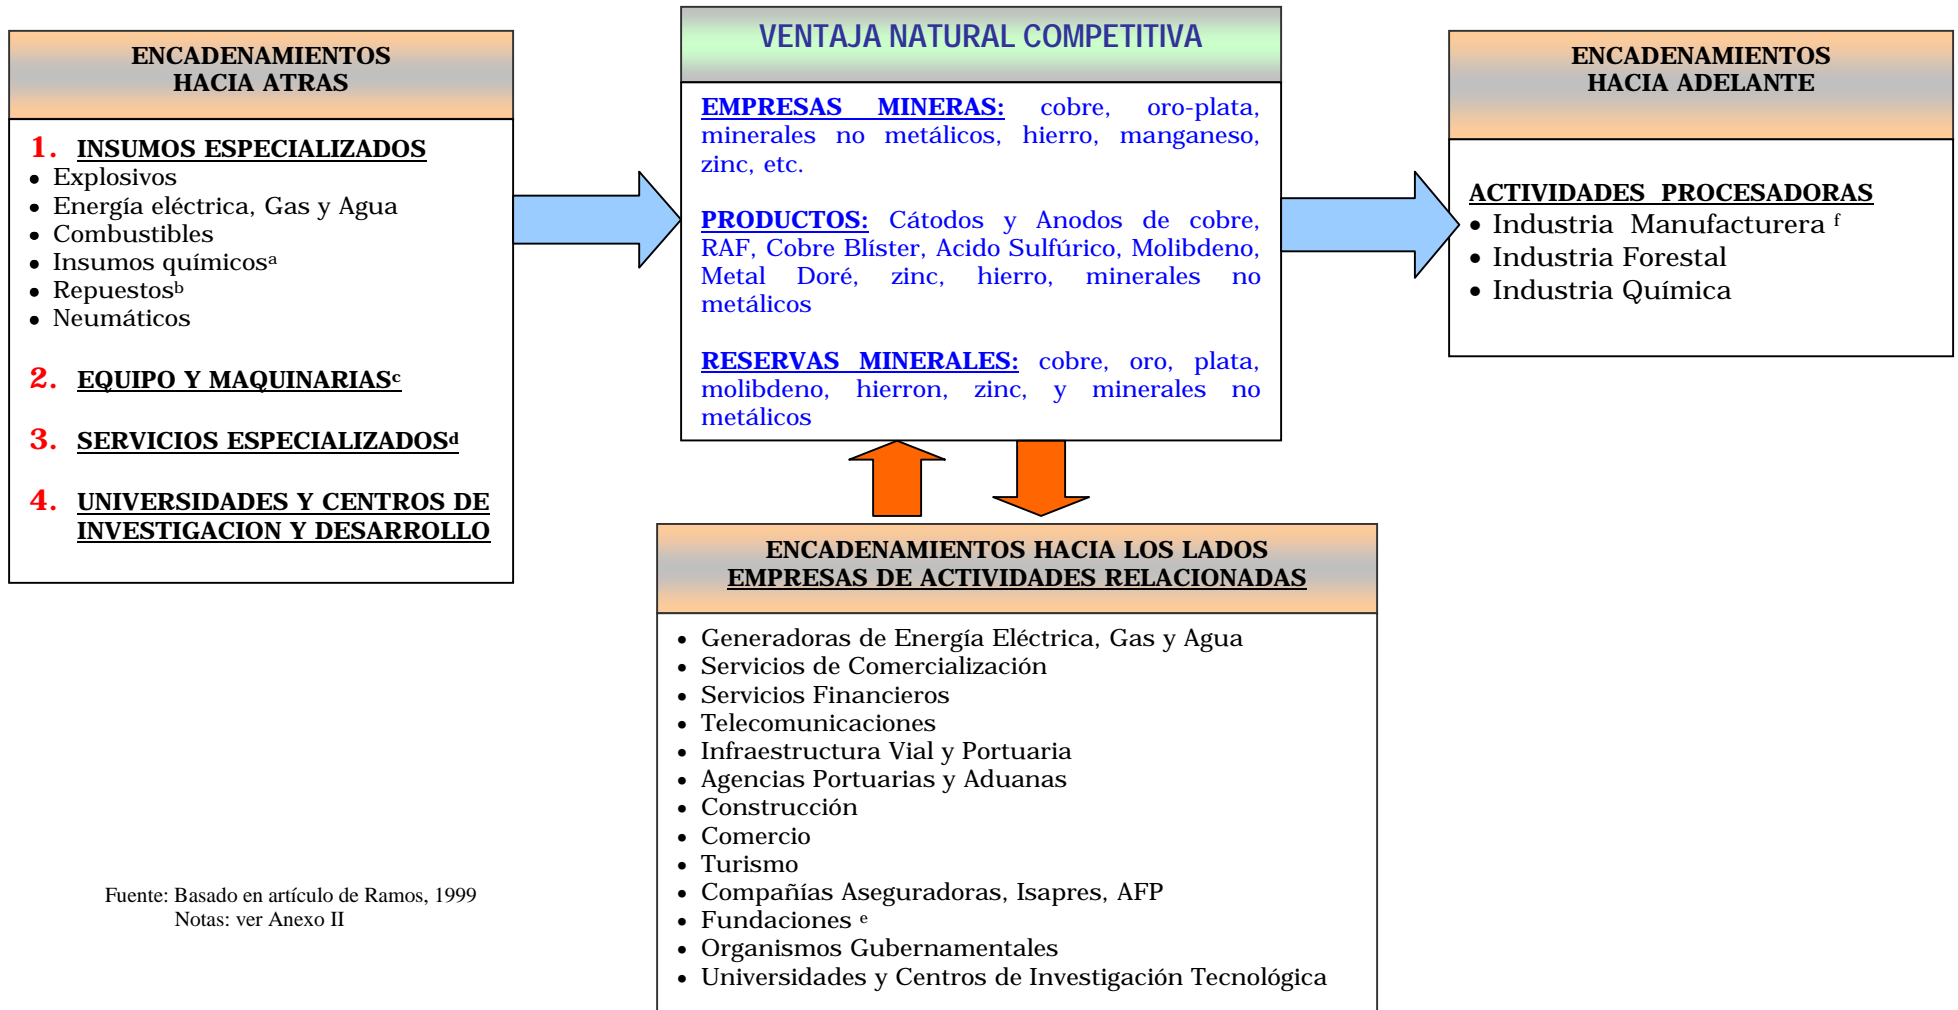 ENCADENAMIENTOS
HACIA ATRAS
1. INSUMOS ESPECIALIZADOS
• Explosivos
• Energía eléctrica, Gas y Agua
• Combustibles
• Insumos químicosᵃ
• Repuestosᵇ
• Neumáticos
2. EQUIPO Y MAQUINARIASᶜ
3. SERVICIOS ESPECIALIZADOSᵈ
4. UNIVERSIDADES Y CENTROS DE
INVESTIGACION Y DESARROLLO
VENTAJA NATURAL COMPETITIVA
EMPRESAS MINERAS: cobre, oro-plata,
minerales no metálicos, hierro, manganeso,
zinc, etc.
PRODUCTOS: Cátodos y Anodos de cobre,
RAF, Cobre Blíster, Acido Sulfúrico, Molibdeno,
Metal Doré, zinc, hierro, minerales no
metálicos
RESERVAS MINERALES: cobre, oro, plata,
molibdeno, hierron, zinc, y minerales no
metálicos
ENCADENAMIENTOS
HACIA ADELANTE
ACTIVIDADES PROCESADORAS
• Industria Manufacturera ᶠ
• Industria Forestal
• Industria Química
ENCADENAMIENTOS HACIA LOS LADOS
EMPRESAS DE ACTIVIDADES RELACIONADAS
• Generadoras de Energía Eléctrica, Gas y Agua
• Servicios de Comercialización
• Servicios Financieros
• Telecomunicaciones
• Infraestructura Vial y Portuaria
• Agencias Portuarias y Aduanas
• Construcción
• Comercio
• Turismo
• Compañías Aseguradoras, Isapres, AFP
• Fundaciones ᵉ
• Organismos Gubernamentales
• Universidades y Centros de Investigación Tecnológica
Fuente: Basado en artículo de Ramos, 1999
Notas: ver Anexo II